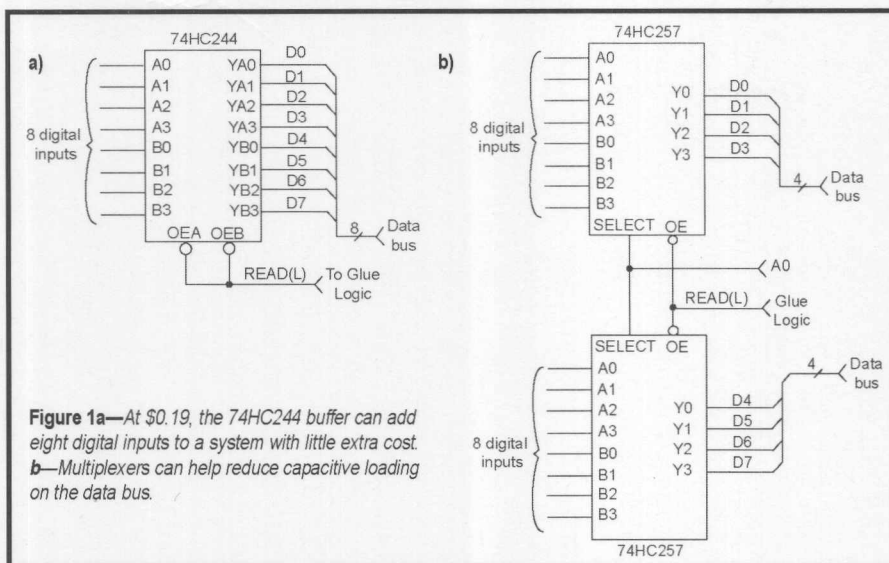 a)
74HC244
8 digital
inputs
A0
A1
A2
A3
B0
B1
B2
B3
YA0
YA1
YA2
YA3
YB0
YB1
YB2
YB3
D0
D1
D2
D3
D4
D5
D6
D7
OEA OEB
8
Data
bus
READ(L)
To Glue
Logic
Figure 1a—At $0.19, the 74HC244 buffer can add
eight digital inputs to a system with little extra cost.
b—Multiplexers can help reduce capacitive loading
on the data bus.
b)
74HC257
8 digital
inputs
A0
A1
A2
A3
B0
B1
B2
B3
Y0
Y1
Y2
Y3
D0
D1
D2
D3
4
Data
bus
SELECT OE
A0
READ(L)
Glue
Logic
SELECT OE
8 digital
inputs
A0
A1
A2
A3
B0
B1
B2
B3
Y0
Y1
Y2
Y3
D4
D5
D6
D7
4
Data
bus
74HC257